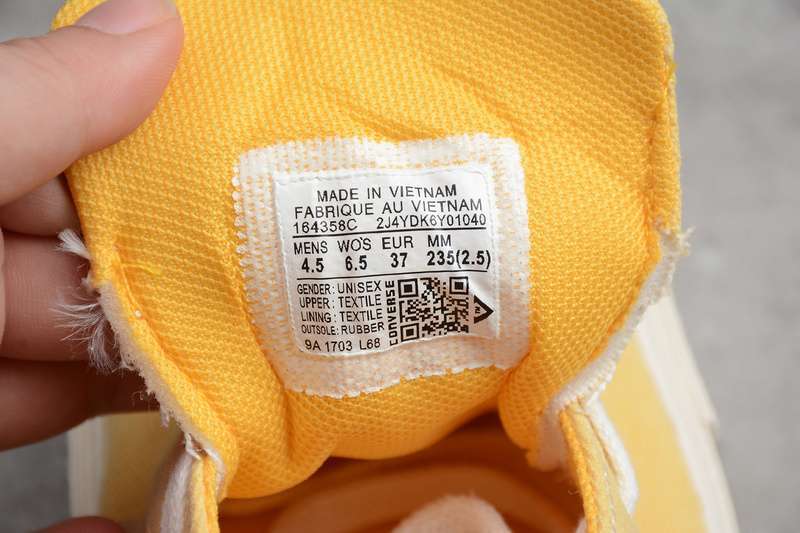 MADE IN VIETNAM
FABRIQUE AU VIETNAM
164358C 2J4YDK6Y01040
MENS WO'S EUR MM
4.5 6.5 37 235(2.5)
GENDER: UNISEX
UPPER: TEXTILE
LINING: TEXTILE
OUTSOLE: RUBBER
9A 1703 L68
CONVERSE